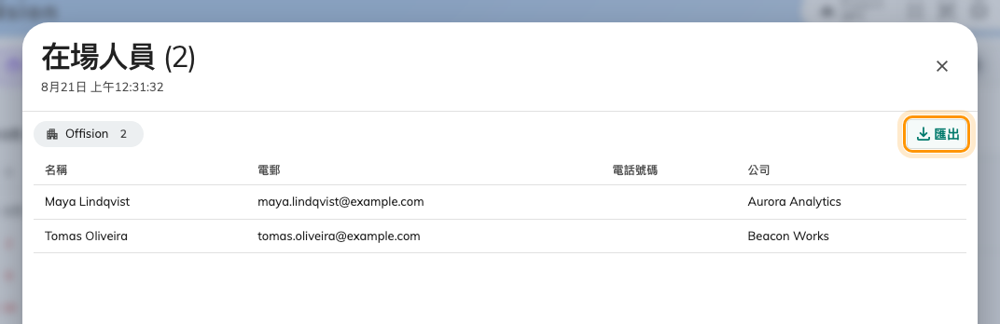 在場人員 (2)
8月21日 上午12:31:32
Offision 2
匯出
名稱 電郵 電話號碼 公司
Maya Lindqvist maya.lindqvist@example.com Aurora Analytics
Tomas Oliveira tomas.oliveira@example.com Beacon Works